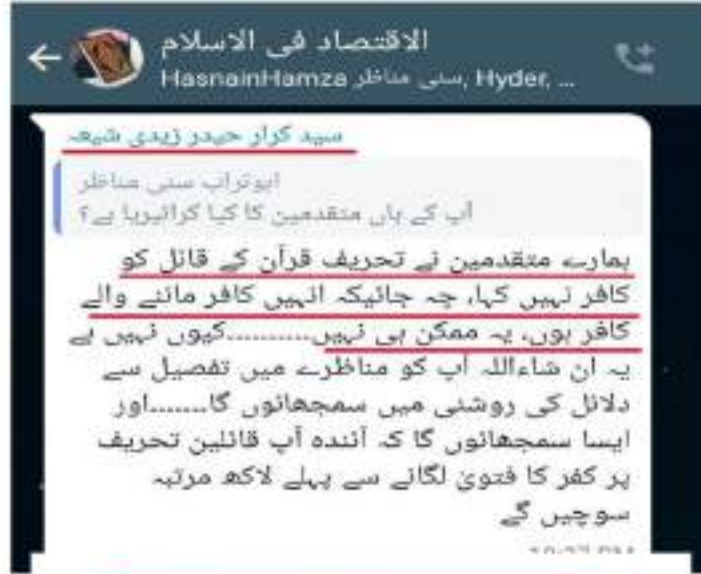 الاقتصاد فی الاسلام
HasnainHamza سنی مناظر, Hyder, ...
سید کرار حیدر زیدی شیعہ
ابوتراب سنی مناظر
آپ کے ہاں متقدمین کا کیا کرائیریا ہے؟
ہمارے متقدمین نے تحریف قرآن کے قائل کو
کافر نہیں کہا، چہ جائیکہ انہیں کافر ماننے والے
کافر ہوں، یہ ممکن ہی نہیں..........کیوں نہیں ہے
یہ ان شاءاللہ آپ کو مناظرے میں تفصیل سے
دلائل کی روشنی میں سمجھائوں گا.......اور
ایسا سمجھائوں گا کہ آئندہ آپ قائلین تحریف
پر کفر کا فتویٰ لگانے سے پہلے لاکھ مرتبہ
سوچیں گے